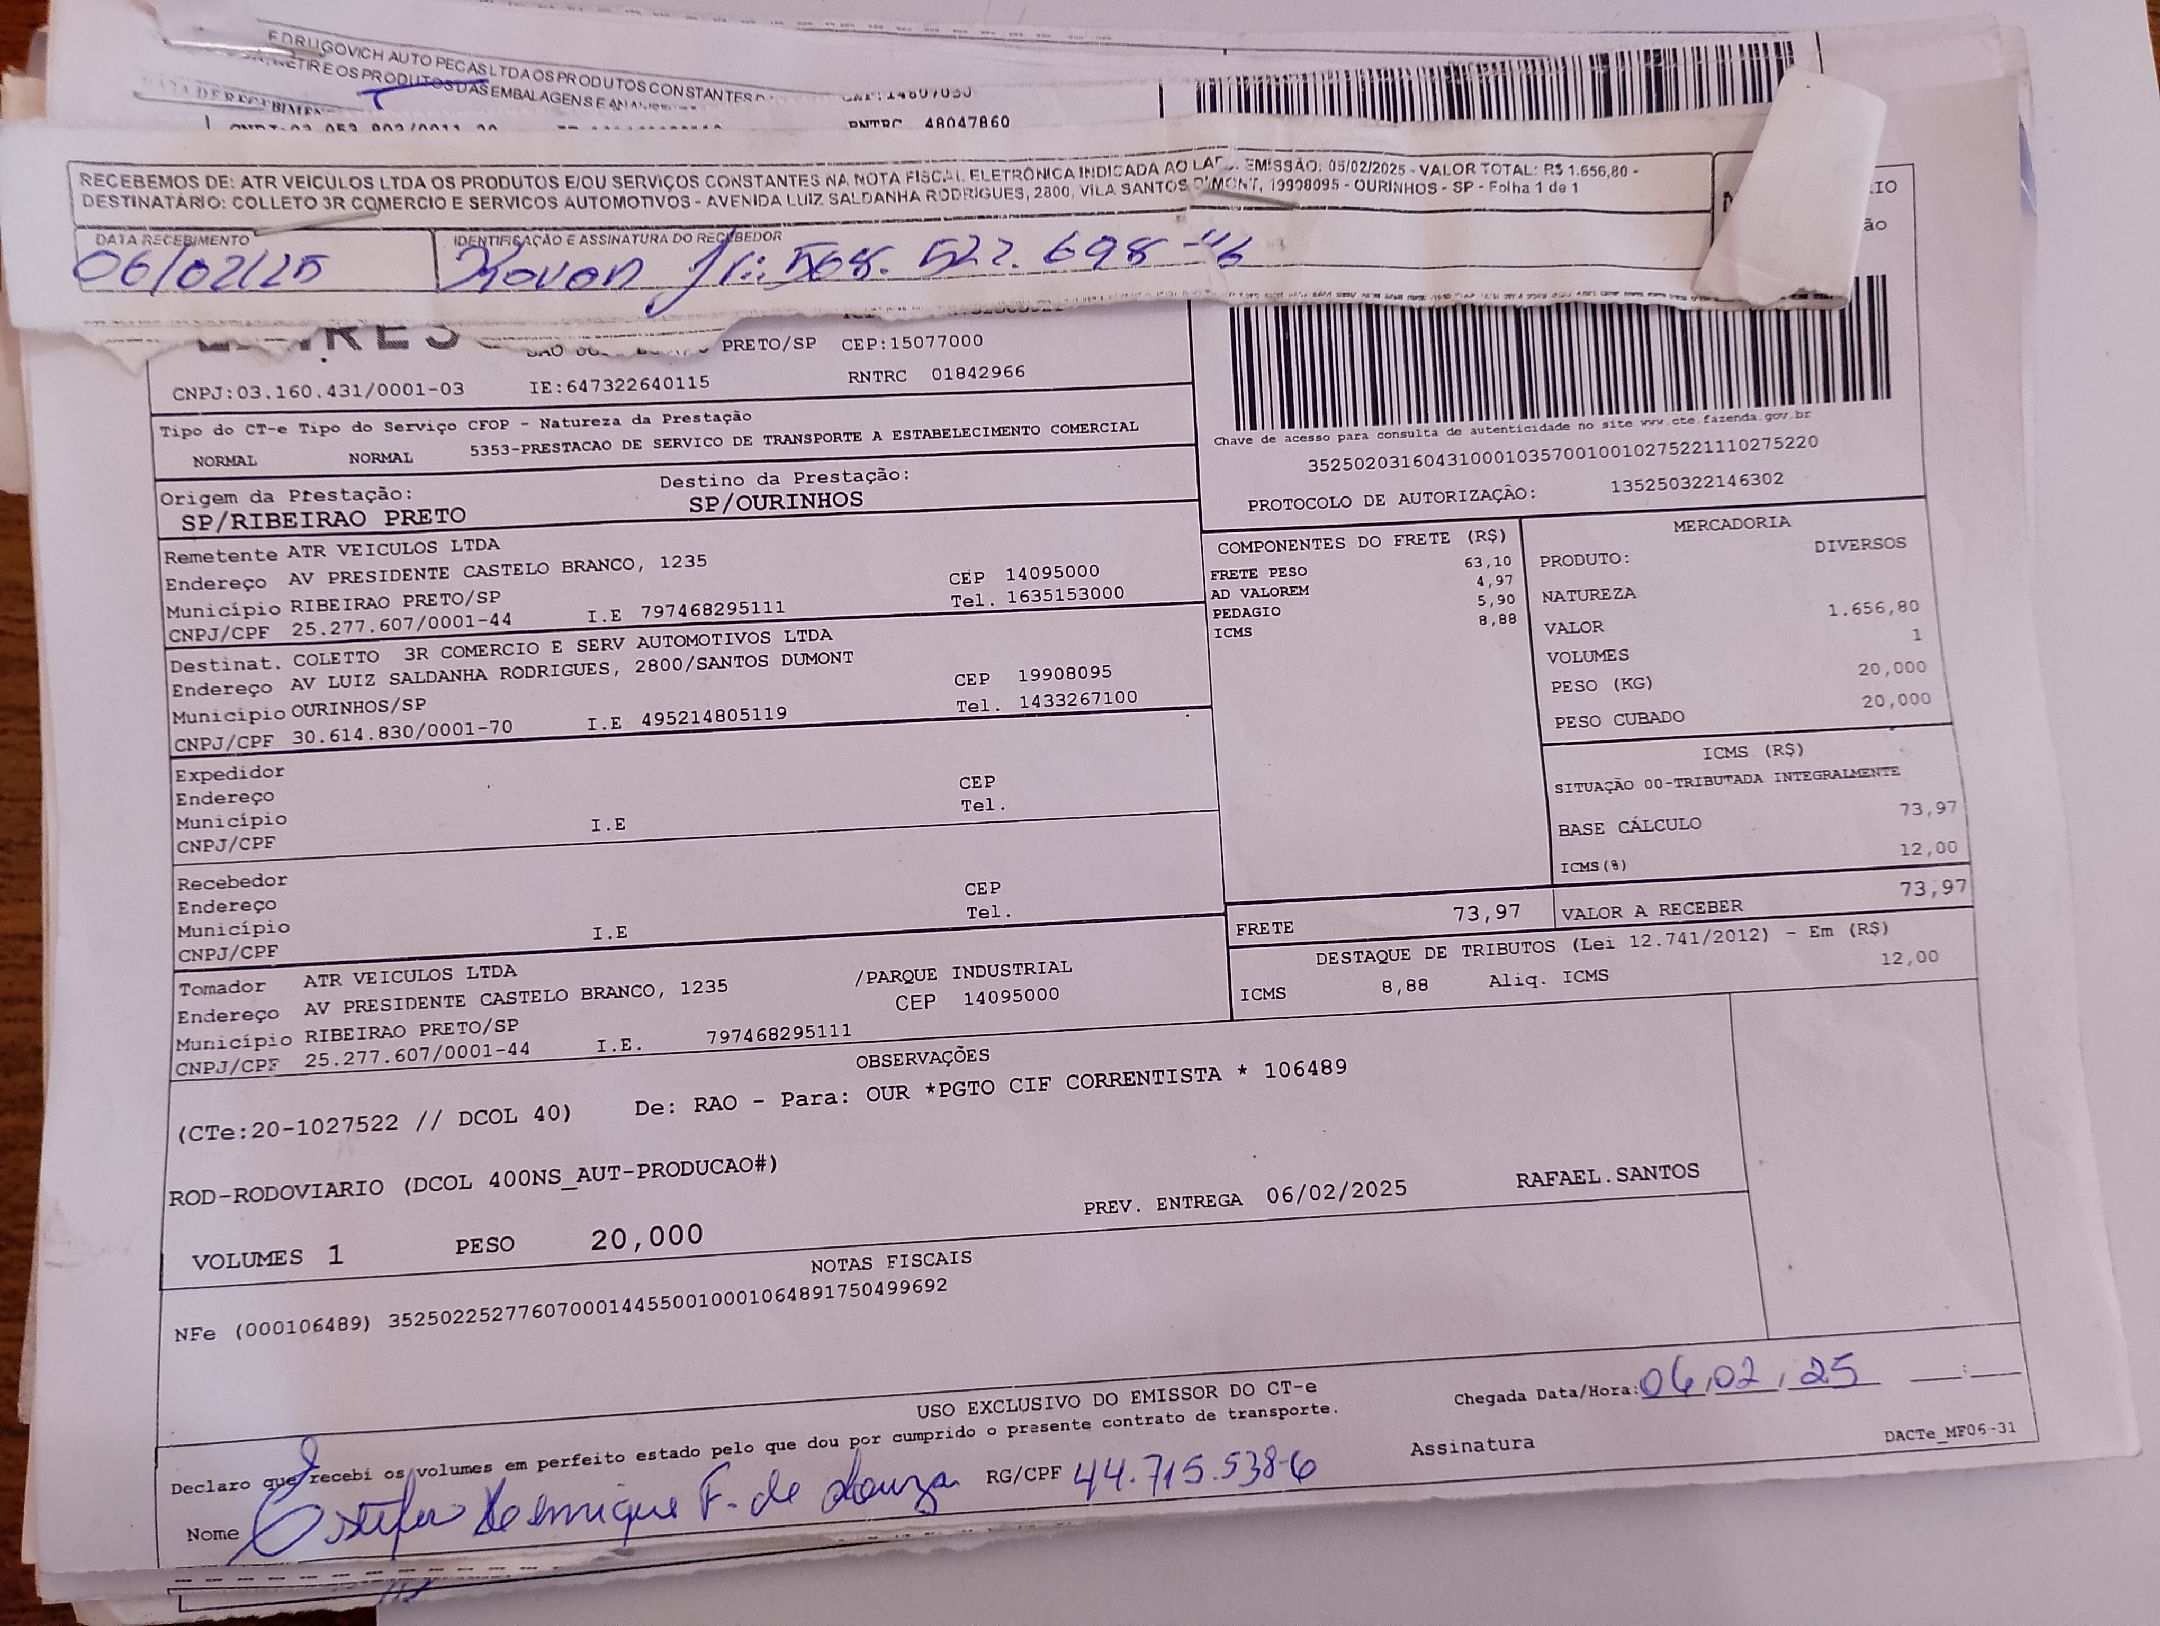 F.DRUGOVICH AUTO PECAS LTDA OS PRODUTOS CONSTANTES
RETIRE OS PRODUTOS DAS EMBALAGENS E
RNTRC 48047860
RECEBEMOS DE: ATR VEICULOS LTDA OS PRODUTOS E/OU SERVIÇOS CONSTANTES NA NOTA FISCAL ELETRÔNICA INDICADA AO EMISSÃO: 05/02/2025 - VALOR TOTAL: R$ 1.656,80 -
DESTINATÁRIO: COLLETO 3R COMERCIO E SERVICOS AUTOMOTIVOS - AVENIDA LUIZ SALDANHA RODRIGUES, 2800, VILA SANTOS DUMONT, 19908095 - OURINHOS - SP - Folha 1 de 1
DATA RECEBIMENTO IDENTIFICAÇÃO E ASSINATURA DO RECEBEDOR
06/02/25 568.522.698
PRETO/SP CEP:15077000
CNPJ:03.160.431/0001-03 IE:647322640115 RNTRC 01842966
Tipo do CT-e Tipo do Serviço CFOP - Natureza da Prestação
NORMAL NORMAL 5353-PRESTACAO DE SERVICO DE TRANSPORTE A ESTABELECIMENTO COMERCIAL
Chave de acesso para consulta de autenticidade no site www.cte.fazenda.gov.br
35250203160431000103570010010275221110275220
PROTOCOLO DE AUTORIZAÇÃO: 135250322146302
Origem da Prestação: Destino da Prestação:
SP/RIBEIRAO PRETO SP/OURINHOS
Remetente ATR VEICULOS LTDA
Endereço AV PRESIDENTE CASTELO BRANCO, 1235 CEP 14095000
Município RIBEIRAO PRETO/SP Tel. 1635153000
CNPJ/CPF 25.277.607/0001-44 I.E 797468295111
Destinat. COLETTO 3R COMERCIO E SERV AUTOMOTIVOS LTDA
Endereço AV LUIZ SALDANHA RODRIGUES, 2800/SANTOS DUMONT CEP 19908095
Município OURINHOS/SP Tel. 1433267100
CNPJ/CPF 30.614.830/0001-70 I.E 495214805119
Expedidor
Endereço CEP
Município Tel.
CNPJ/CPF I.E
Recebedor
Endereço CEP
Município Tel.
CNPJ/CPF I.E
Tomador ATR VEICULOS LTDA
Endereço AV PRESIDENTE CASTELO BRANCO, 1235 /PARQUE INDUSTRIAL
Município RIBEIRAO PRETO/SP CEP 14095000
CNPJ/CPF 25.277.607/0001-44 I.E. 797468295111
COMPONENTES DO FRETE (R$)
FRETE PESO 63,10
AD VALOREM 4,97
PEDAGIO 5,90
ICMS 8,88
MERCADORIA
PRODUTO: DIVERSOS
NATUREZA
VALOR 1.656,80
VOLUMES 1
PESO (KG) 20,000
PESO CUBADO 20,000
ICMS (R$)
SITUAÇÃO 00-TRIBUTADA INTEGRALMENTE
BASE CÁLCULO 73,97
ICMS(%) 12,00
FRETE 73,97 VALOR A RECEBER 73,97
DESTAQUE DE TRIBUTOS (Lei 12.741/2012) - Em (R$)
ICMS 8,88 Aliq. ICMS 12,00
OBSERVAÇÕES
(CTe:20-1027522 // DCOL 40) De: RAO - Para: OUR *PGTO CIF CORRENTISTA * 106489
ROD-RODOVIARIO (DCOL 400NS_AUT-PRODUCAO#)
PREV. ENTREGA 06/02/2025 RAFAEL.SANTOS
VOLUMES 1 PESO 20,000
NOTAS FISCAIS
NFe (000106489) 35250225277607000144550010001064891750499692
USO EXCLUSIVO DO EMISSOR DO CT-e
Declaro que recebi os volumes em perfeito estado pelo que dou por cumprido o presente contrato de transporte.
Chegada Data/Hora: 06/02/25 :
Nome Henrique F. de Souza RG/CPF 44.715.538-6 Assinatura
DACTe_MF06-31